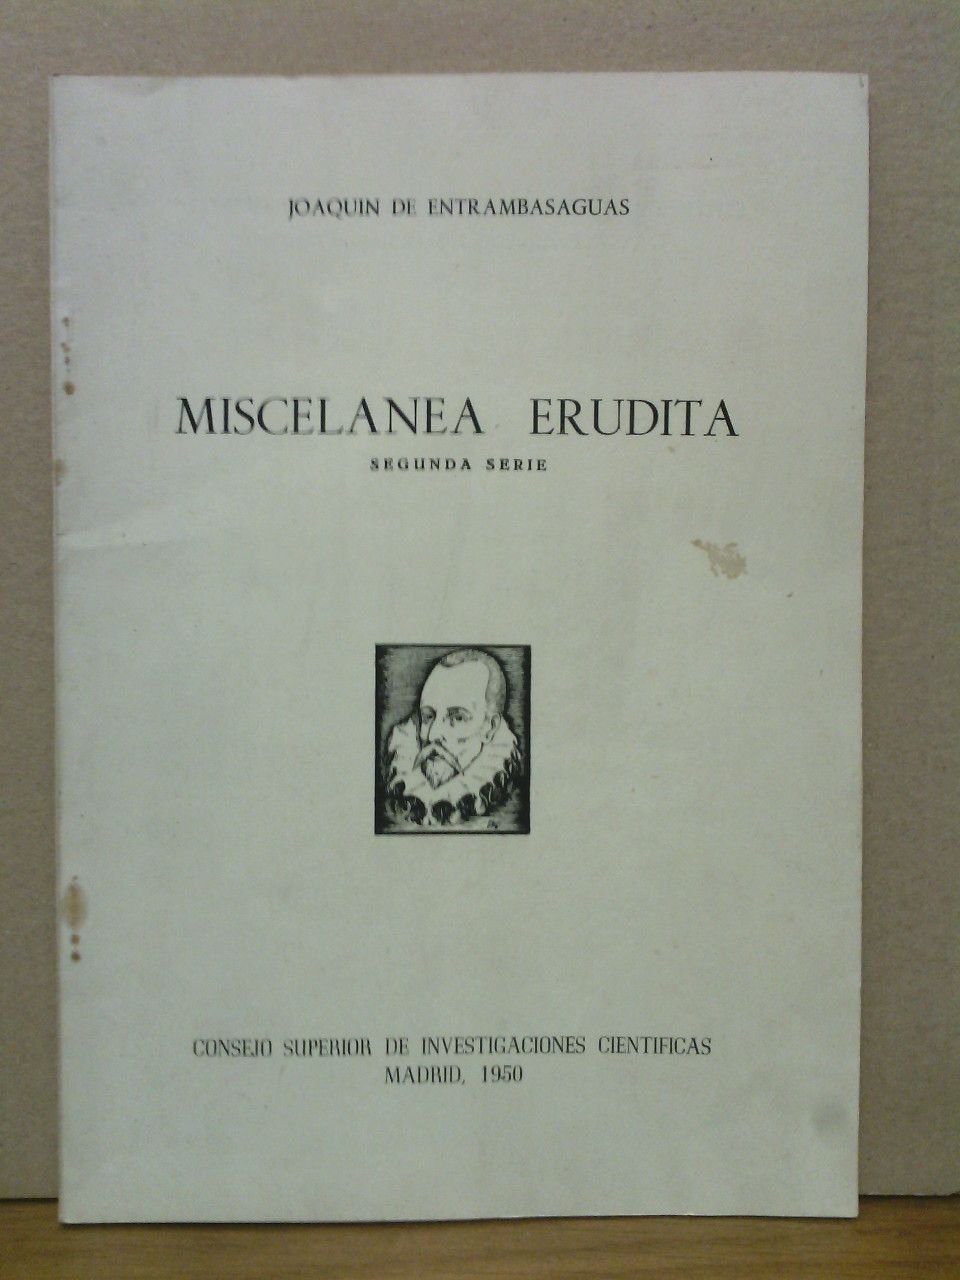 JOAQUIN DE ENTRAMBASAGUAS
MISCELANEA ERUDITA
SEGUNDA SERIE
CONSEJO SUPERIOR DE INVESTIGACIONES CIENTIFICAS
MADRID, 1950